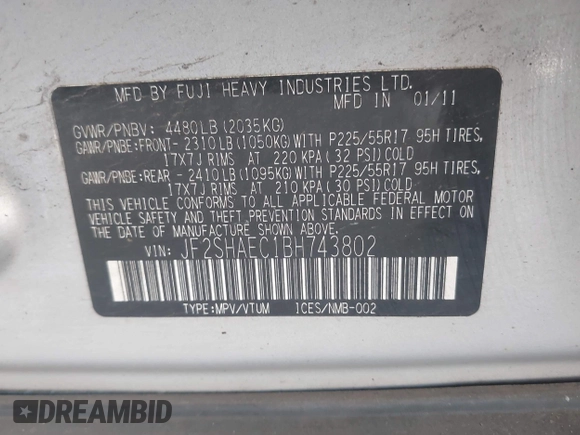 MFD BY FUJI HEAVY INDUSTRIES LTD.
MFD IN 01/11
GVWR/PNBV: 4480LB(2035KG)
GAWR/PNBE:FRONT- 2310LB(1050KG)WITH P225/55R17 95H TIRES,
17X7J RIMS AT 220 KPA(32 PSI)COLD
GAWR/PNBE:REAR - 2410LB(1095KG)WITH P225/55R17 95H TIRES,
17X7J RIMS AT 210 KPA(30 PSI)COLD
THIS VEHICLE CONFORMS TO ALL APPLICABLE FEDERAL MOTOR
VEHICLE SAFETY AND THEFT PREVENTION STANDARDS IN EFFECT
ON THE DATE OF MANUFACTURE SHOWN ABOVE.
VIN: JF2SHAEC1BH743802
TYPE:MPV/VTUM ICES/NMB-002
DREAMBID